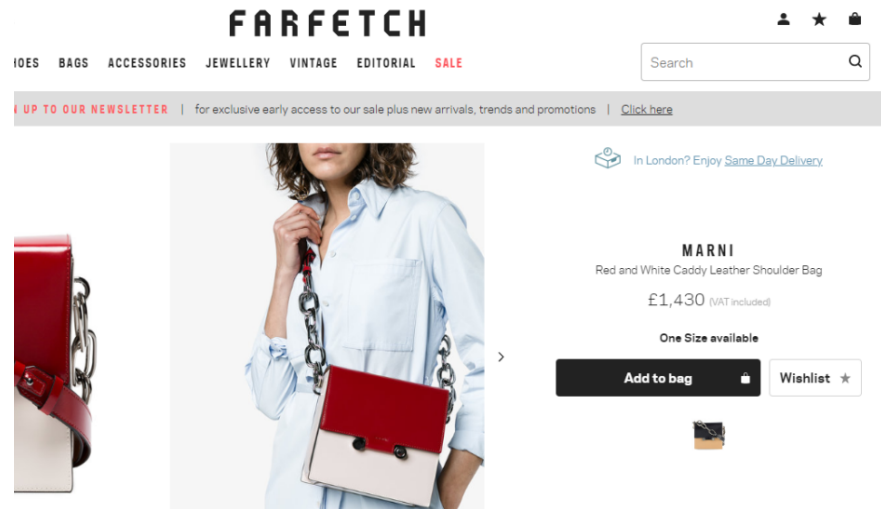 FARFETCH
BAGS ACCESSORIES JEWELLERY VINTAGE EDITORIAL SALE
Search
UP TO OUR NEWSLETTER | for exclusive early access to our sale plus new arrivals, trends and promotions | Click here
In London? Enjoy Same Day Delivery
MARNI
Red and White Caddy Leather Shoulder Bag
£1,430 (VAT included)
One Size available
Add to bag
Wishlist